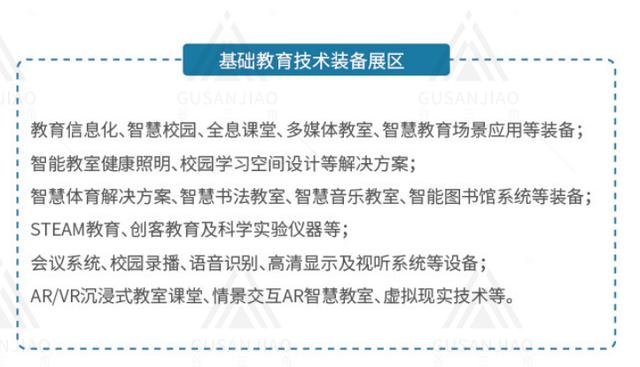 基础教育技术装备展区
教育信息化、智慧校园、全息课堂、多媒体教室、智慧教育场景应用等装备；
智能教室健康照明、校园学习空间设计等解决方案；
智慧体育解决方案、智慧书法教室、智慧音乐教室、智能图书馆系统等装备；
STEAM教育、创客教育及科学实验仪器等；
会议系统、校园录播、语音识别、高清显示及视听系统等设备；
AR/VR沉浸式教室课堂、情景交互AR智慧教室、虚拟现实技术等。
GUSANJIAO
GUSANJIAO
GUSANJIAO
GUSANJIAO